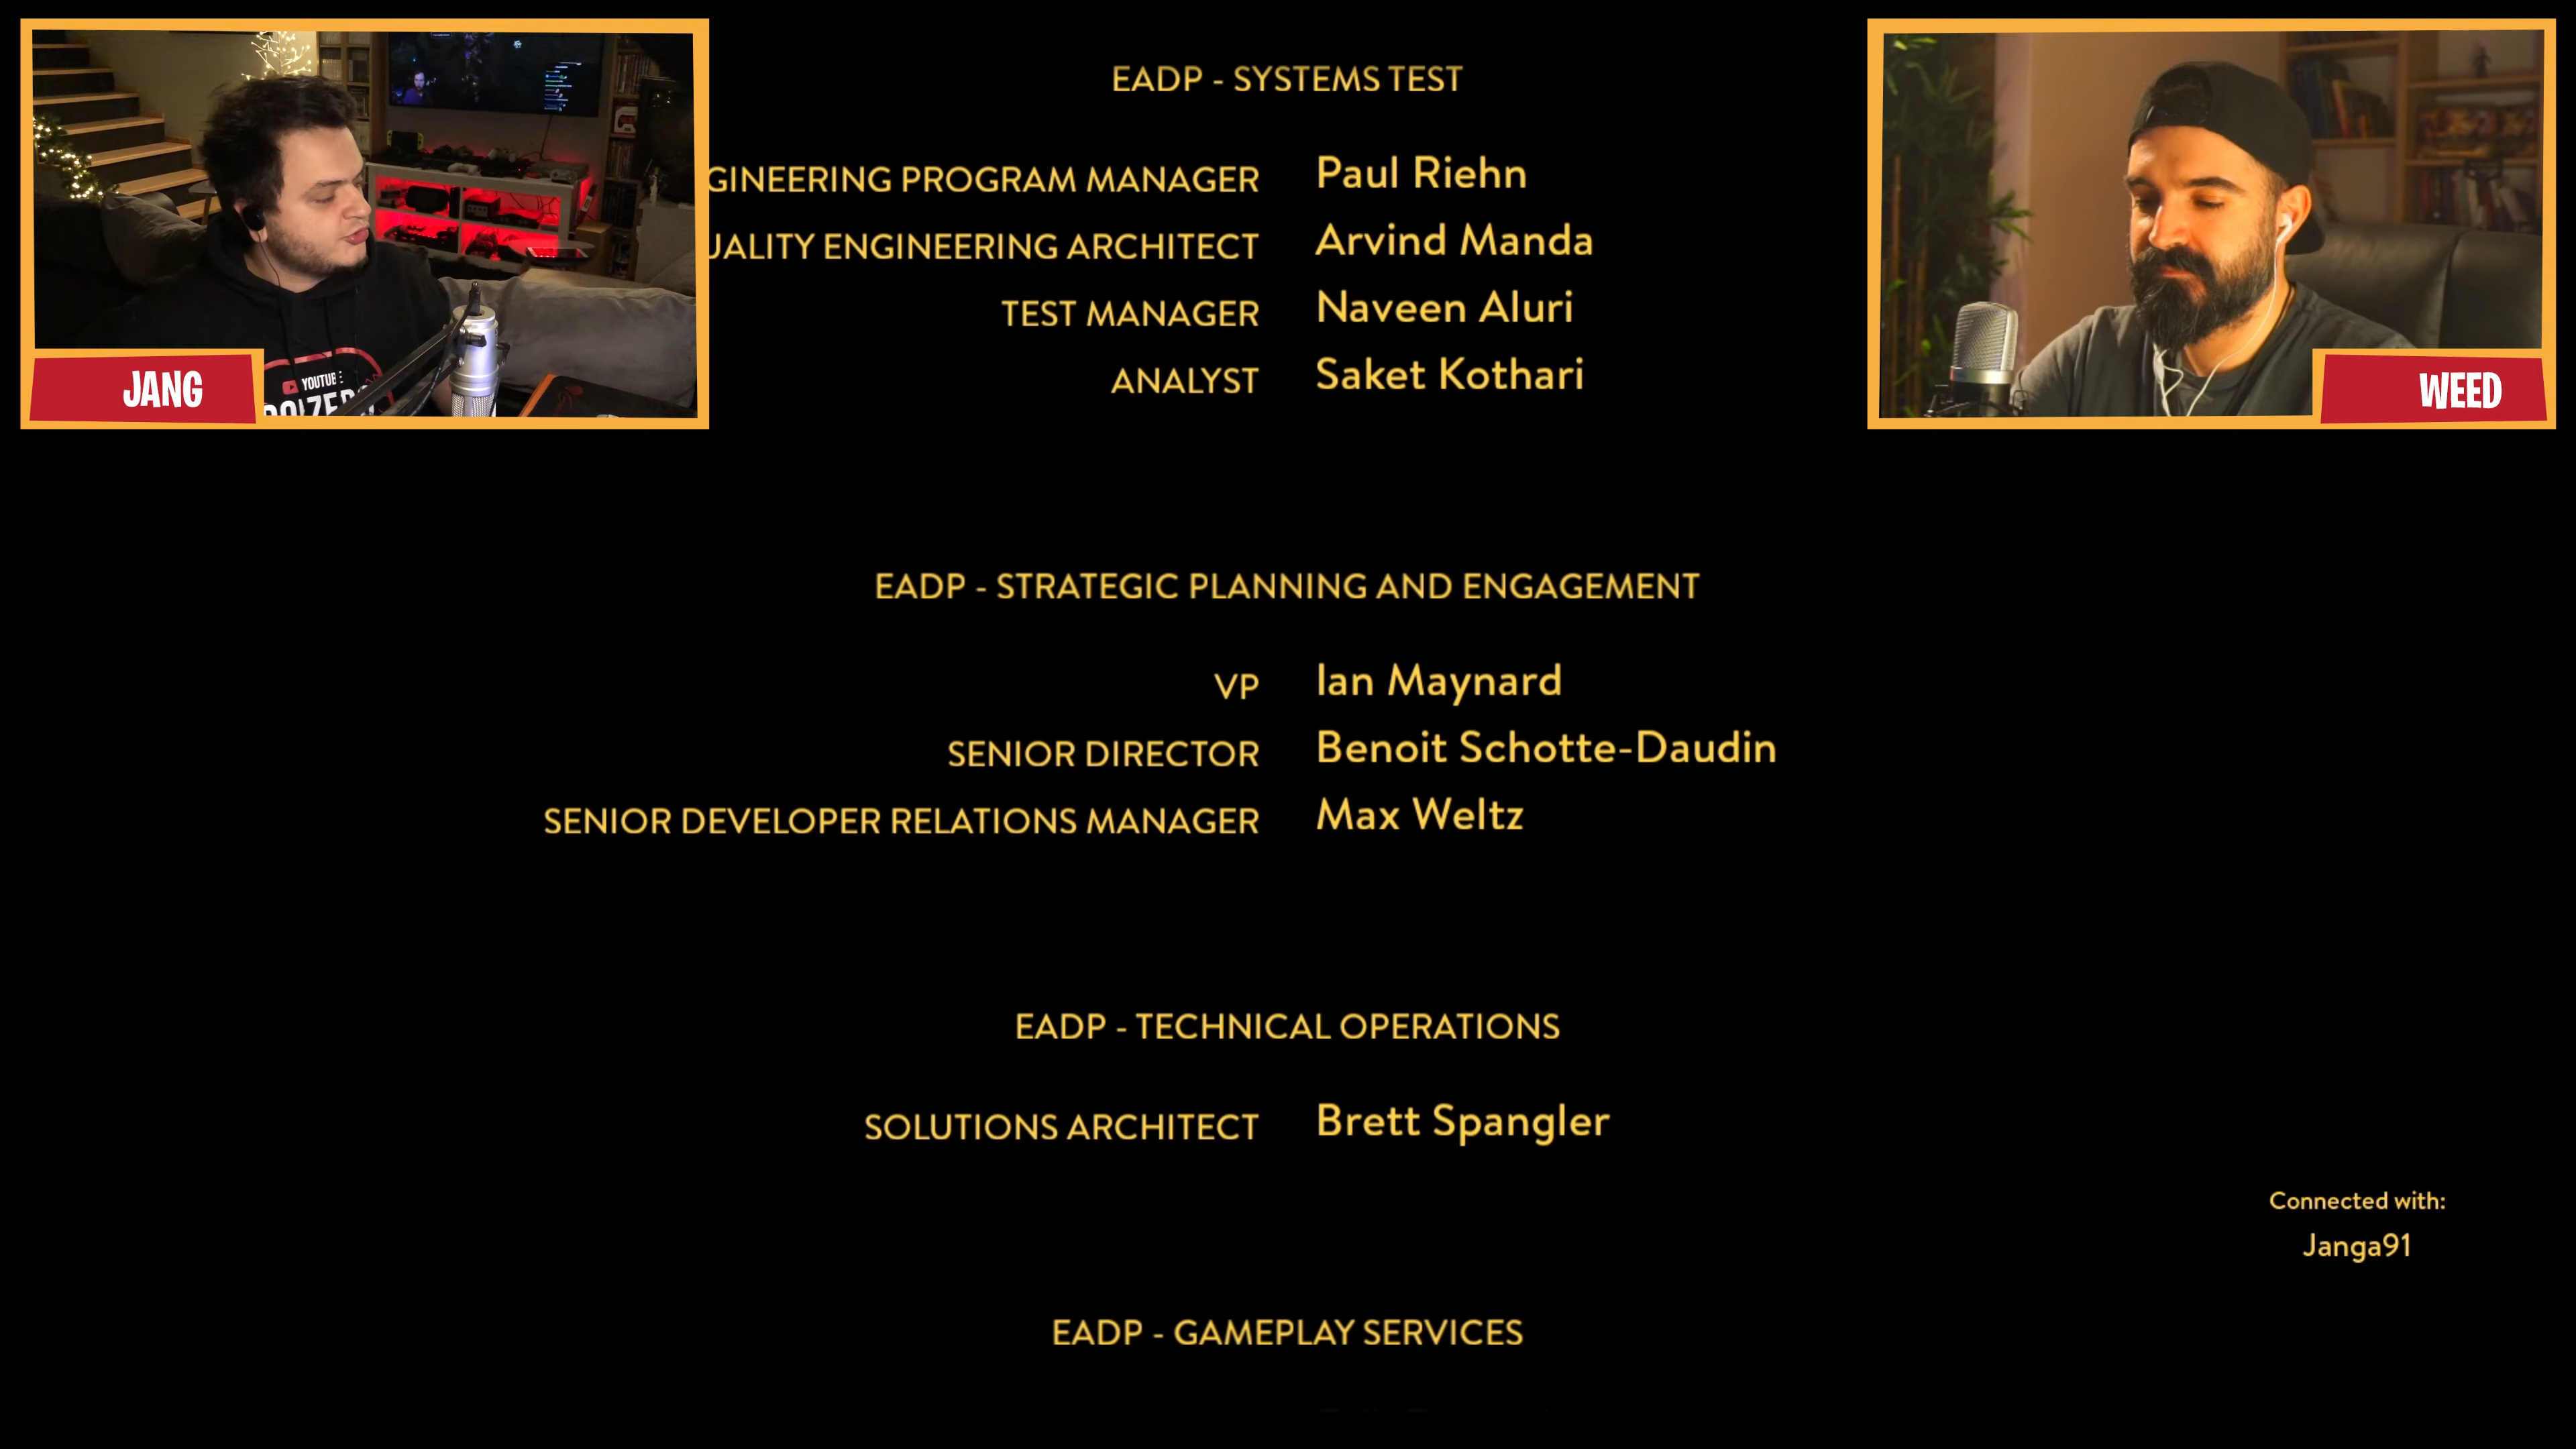 EADP - SYSTEMS TEST
GINEERING PROGRAM MANAGER Paul Riehn
UALITY ENGINEERING ARCHITECT Arvind Manda
TEST MANAGER Naveen Aluri
ANALYST Saket Kothari
YOUTUBE
JANG
WEED
EADP - STRATEGIC PLANNING AND ENGAGEMENT
VP Ian Maynard
SENIOR DIRECTOR Benoit Schotte-Daudin
SENIOR DEVELOPER RELATIONS MANAGER Max Weltz
EADP - TECHNICAL OPERATIONS
SOLUTIONS ARCHITECT Brett Spangler
Connected with:
Janga91
EADP - GAMEPLAY SERVICES